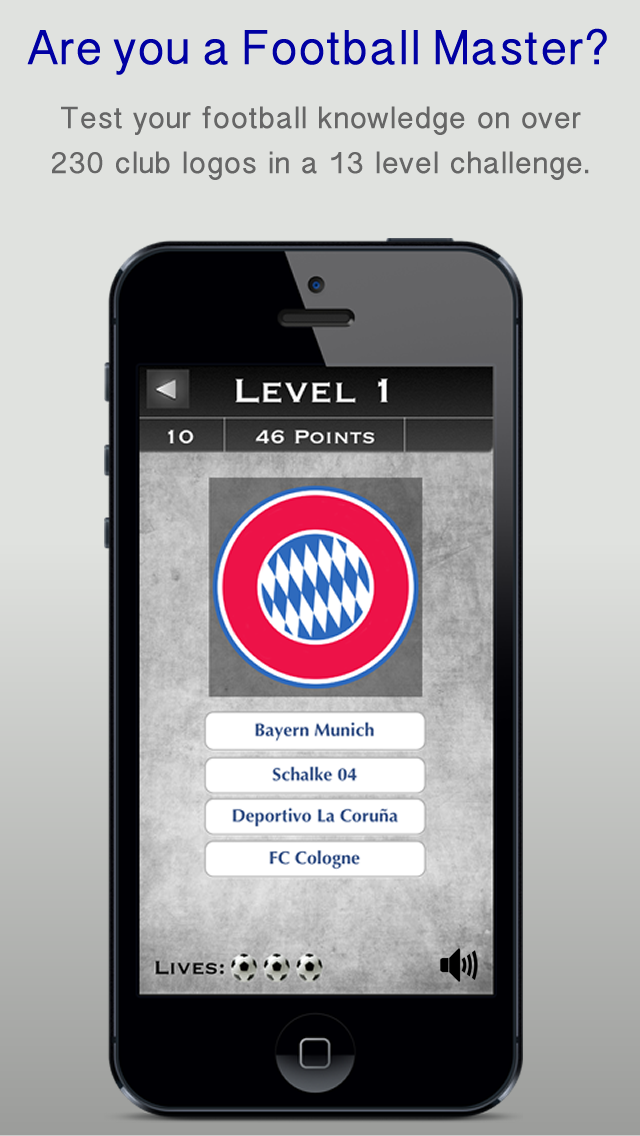 Are you a Football Master?
Test your football knowledge on over
230 club logos in a 13 level challenge.
LEVEL 1
10
46 POINTS
Bayern Munich
Schalke 04
Deportivo La Coruña
FC Cologne
LIVES: